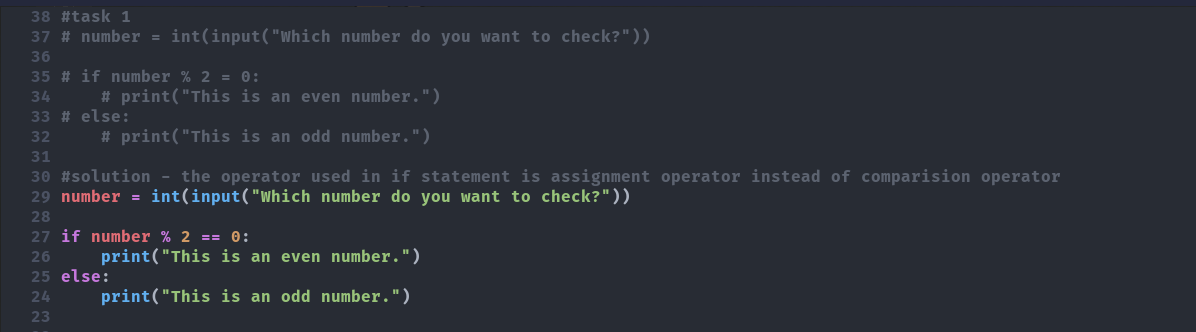 38 #task 1
37 # number = int(input("Which number do you want to check?"))
36
35 # if number % 2 = 0:
34     # print("This is an even number.")
33 # else:
32     # print("This is an odd number.")
31
30 #solution - the operator used in if statement is assignment operator instead of comparision operator
29 number = int(input("Which number do you want to check?"))
28
27 if number % 2 == 0:
26     print("This is an even number.")
25 else:
24     print("This is an odd number.")
23